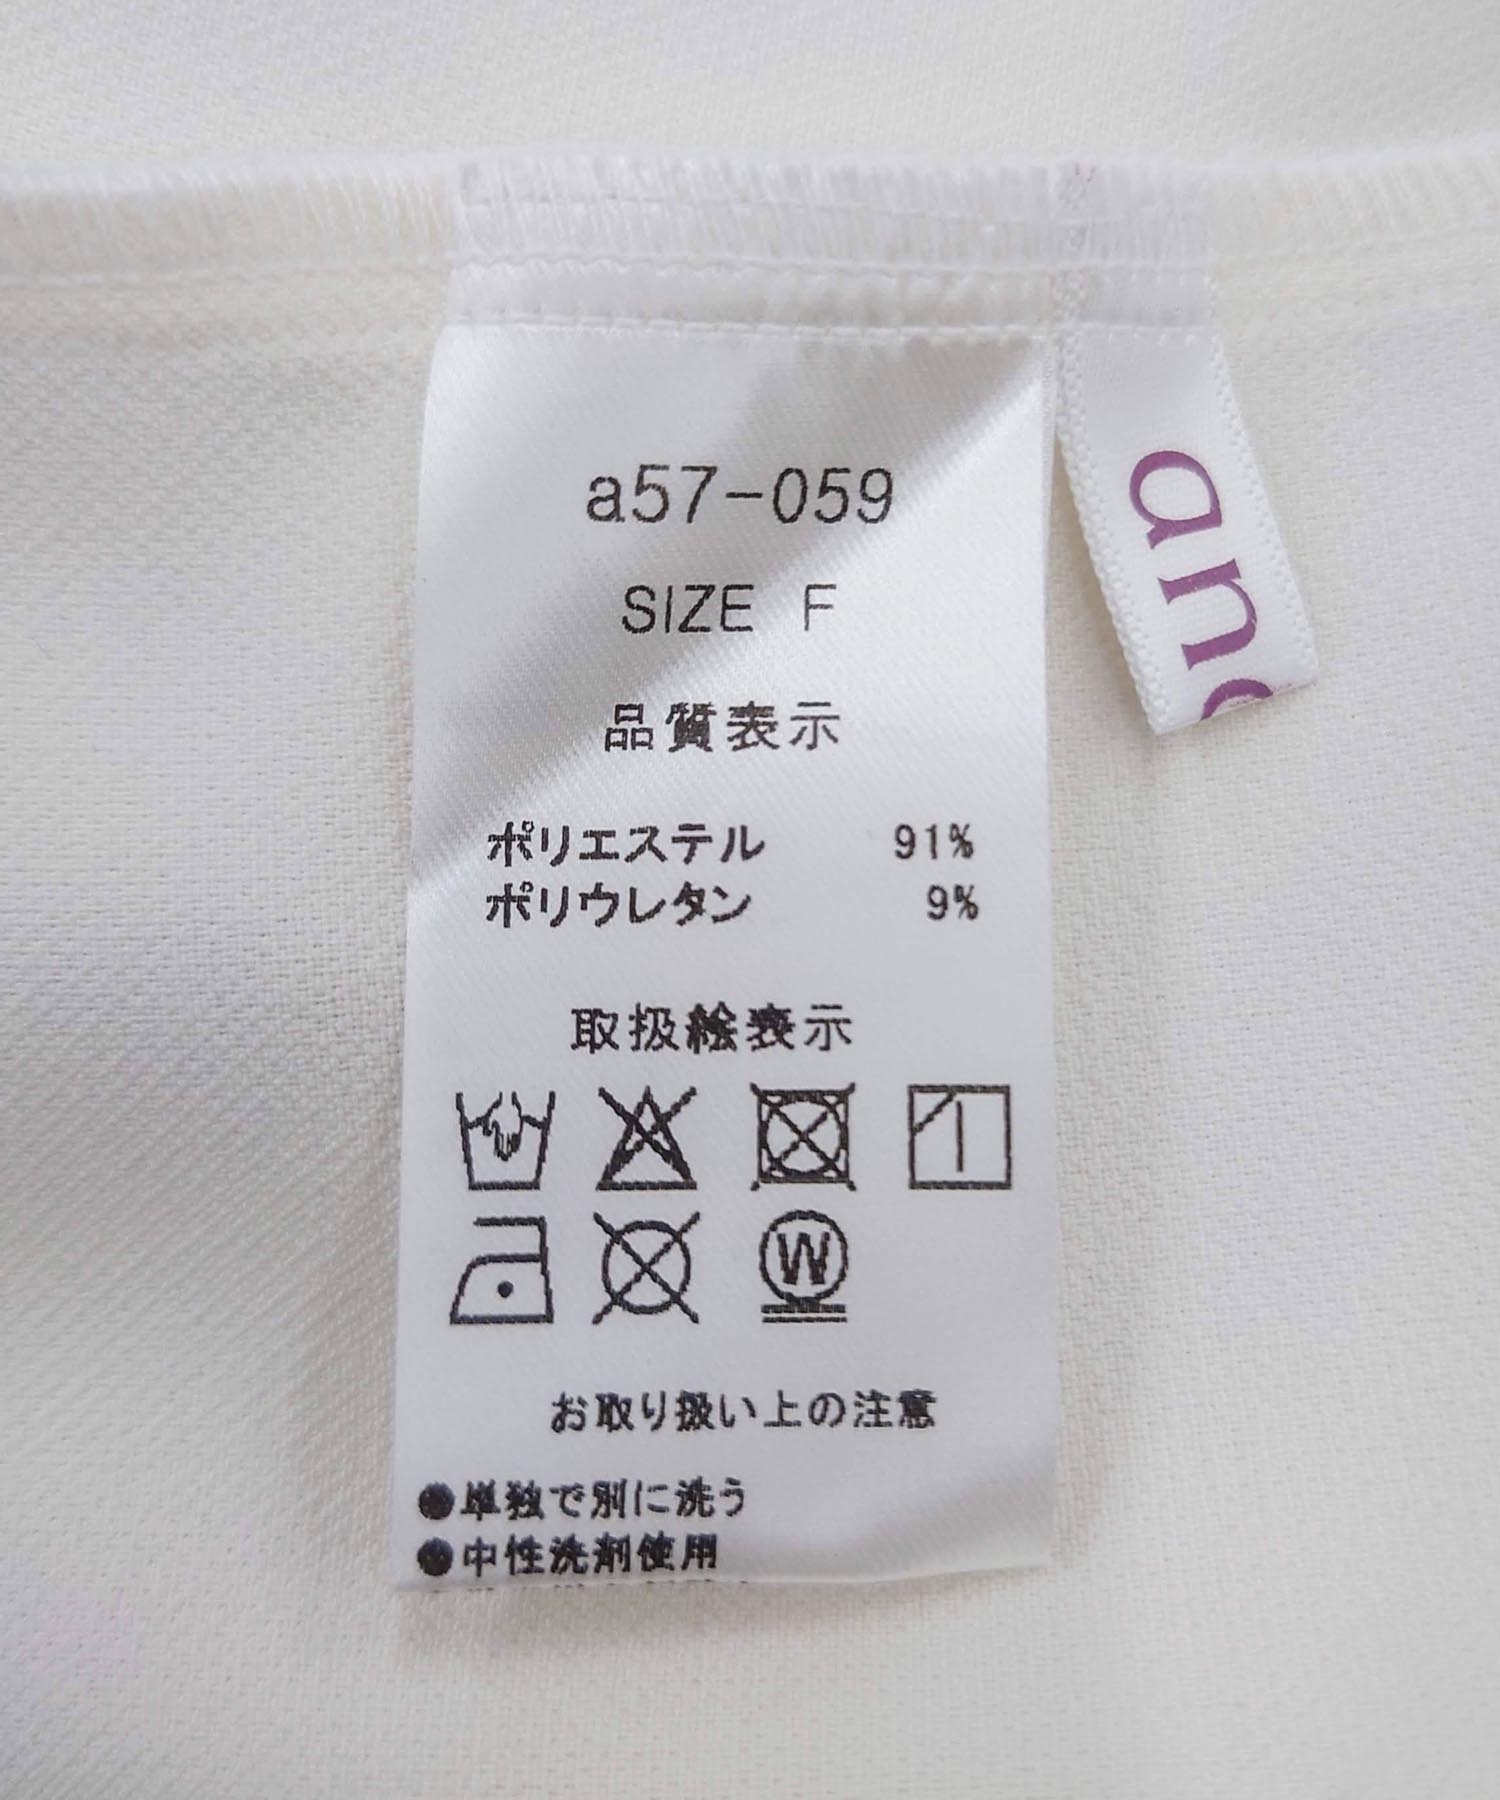 a57-059
SIZE F
品質表示
ポリエステル 91%
ポリウレタン 9%
取扱絵表示
W
お取り扱い上の注意
●単独で別に洗う
●中性洗剤使用
an